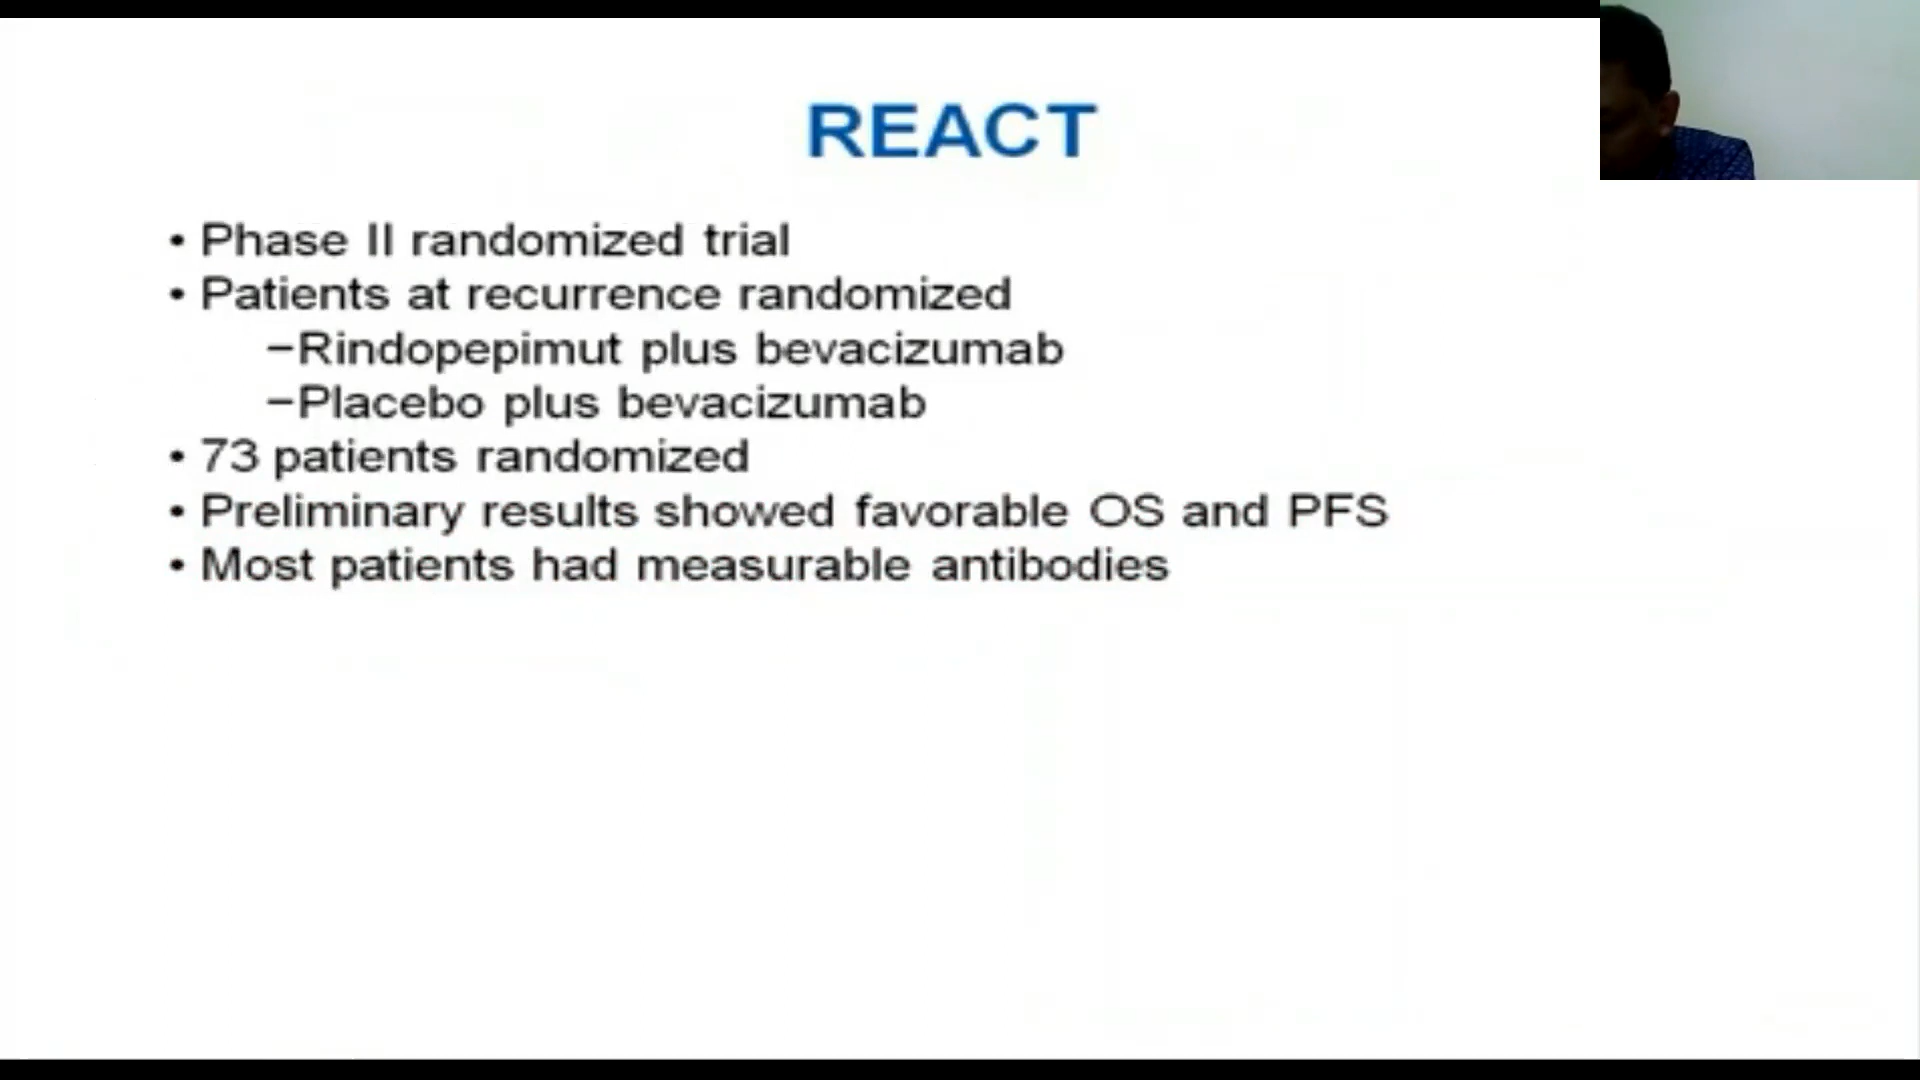 REACT
• Phase II randomized trial
• Patients at recurrence randomized
−Rindopepimut plus bevacizumab
−Placebo plus bevacizumab
• 73 patients randomized
• Preliminary results showed favorable OS and PFS
• Most patients had measurable antibodies